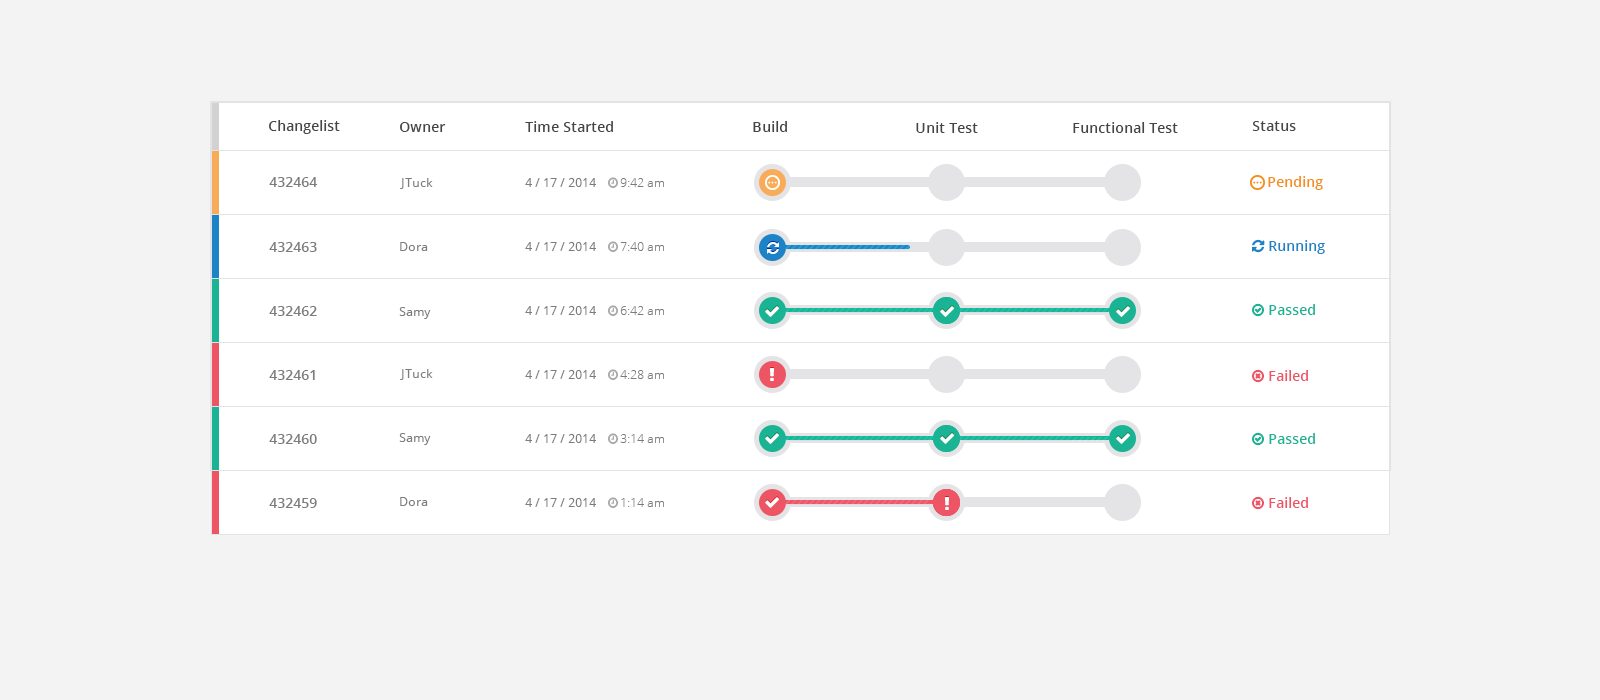 Changelist Owner Time Started Build Unit Test Functional Test Status
432464 JTuck 4 / 17 / 2014 9:42 am Pending
432463 Dora 4 / 17 / 2014 7:40 am Running
432462 Samy 4 / 17 / 2014 6:42 am Passed
432461 JTuck 4 / 17 / 2014 4:28 am Failed
432460 Samy 4 / 17 / 2014 3:14 am Passed
432459 Dora 4 / 17 / 2014 1:14 am Failed